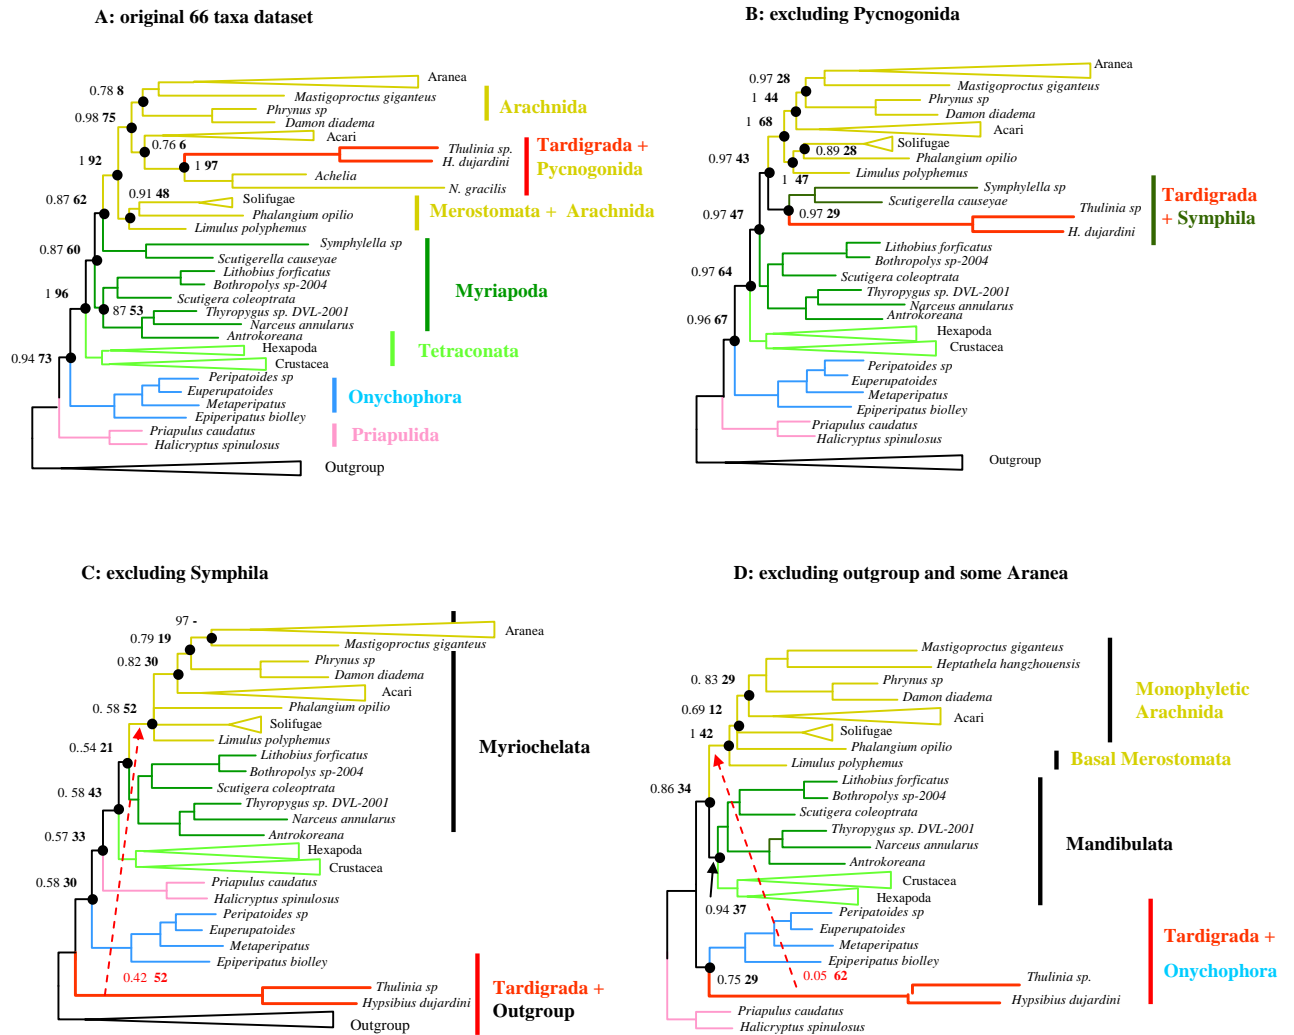 A: original 66 taxa dataset
0.78 8
Aranea
Mastigoproctus giganteus
Arachnida
Phrynus sp
Damon diadema
0.98 75
Acari
0.76 6
Thulinia sp.
H. dujardini
Tardigrada +
Pycnogonida
1 97
1 92
Achelia
N. gracilis
0.91 48
0.87 62
Solifugae
Phalangium opilio
Limulus polyphemus
Merostomata + Arachnida
0.87 60
Symphylella sp
Scutigerella causeyae
Lithobius forficatus
Bothropolys sp-2004
Scutigera coleoptrata
Myriapoda
1 96
87 53
Thyropygus sp. DVL-2001
Narceus annularus
Antrokoreana
0.94 73
Hexapoda
Crustacea
Tetraconata
Peripatoides sp
Euperupatoides
Metaperipatus
Epiperipatus biolley
Onychophora
Priapulus caudatus
Halicryptus spinulosus
Priapulida
Outgroup
B: excluding Pycnogonida
0.97 28
Aranea
Mastigoproctus giganteus
1 44
Phrynus sp
Damon diadema
1 68
Acari
Solifugae
0.89 28
Phalangium opilio
0.97 43
Limulus polyphemus
1 47
Symphylella sp
Scutigerella causeyae
0.97 29
Thulinia sp
H. dujardini
Tardigrada
+ Symphila
0.97 47
Lithobius forficatus
Bothropolys sp-2004
Scutigera coleoptrata
0.97 64
Thyropygus sp. DVL-2001
Narceus annularus
Antrokoreana
0.96 67
Hexapoda
Crustacea
Peripatoides sp
Euperupatoides
Metaperipatus
Epiperipatus biolley
Priapulus caudatus
Halicryptus spinulosus
Outgroup
C: excluding Symphila
97 -
Aranea
0.79 19
Mastigoproctus giganteus
0.82 30
Phrynus sp
Damon diadema
Acari
0. 58 52
Phalangium opilio
Solifugae
Limulus polyphemus
Myriochelata
0..54 21
Lithobius forficatus
Bothropolys sp-2004
0. 58 43
Scutigera coleoptrata
Thyropygus sp. DVL-2001
Narceus annularus
0.57 33
Antrokoreana
Hexapoda
Crustacea
0.58 30
Priapulus caudatus
Halicryptus spinulosus
Peripatoides sp
Euperupatoides
Metaperipatus
Epiperipatus biolley
0.42 52
Thulinia sp
Hypsibius dujardini
Tardigrada +
Outgroup
Outgroup
D: excluding outgroup and some Aranea
Mastigoproctus giganteus
Heptathela hangzhouensis
0. 83 29
Phrynus sp
Damon diadema
Monophyletic
Arachnida
0.69 12
Acari
1 42
Solifugae
Phalangium opilio
Limulus polyphemus
Basal Merostomata
0.86 34
Lithobius forficatus
Bothropolys sp-2004
Scutigera coleoptrata
Thyropygus sp. DVL-2001
Narceus annularus
Antrokoreana
Mandibulata
Crustacea
Hexapoda
0.94 37
Peripatoides sp
Euperupatoides
Metaperipatus
Epiperipatus biolley
0.75 29
0.05 62
Tardigrada +
Onychophora
Thulinia sp.
Hypsibius dujardini
Priapulus caudatus
Halicryptus spinulosus